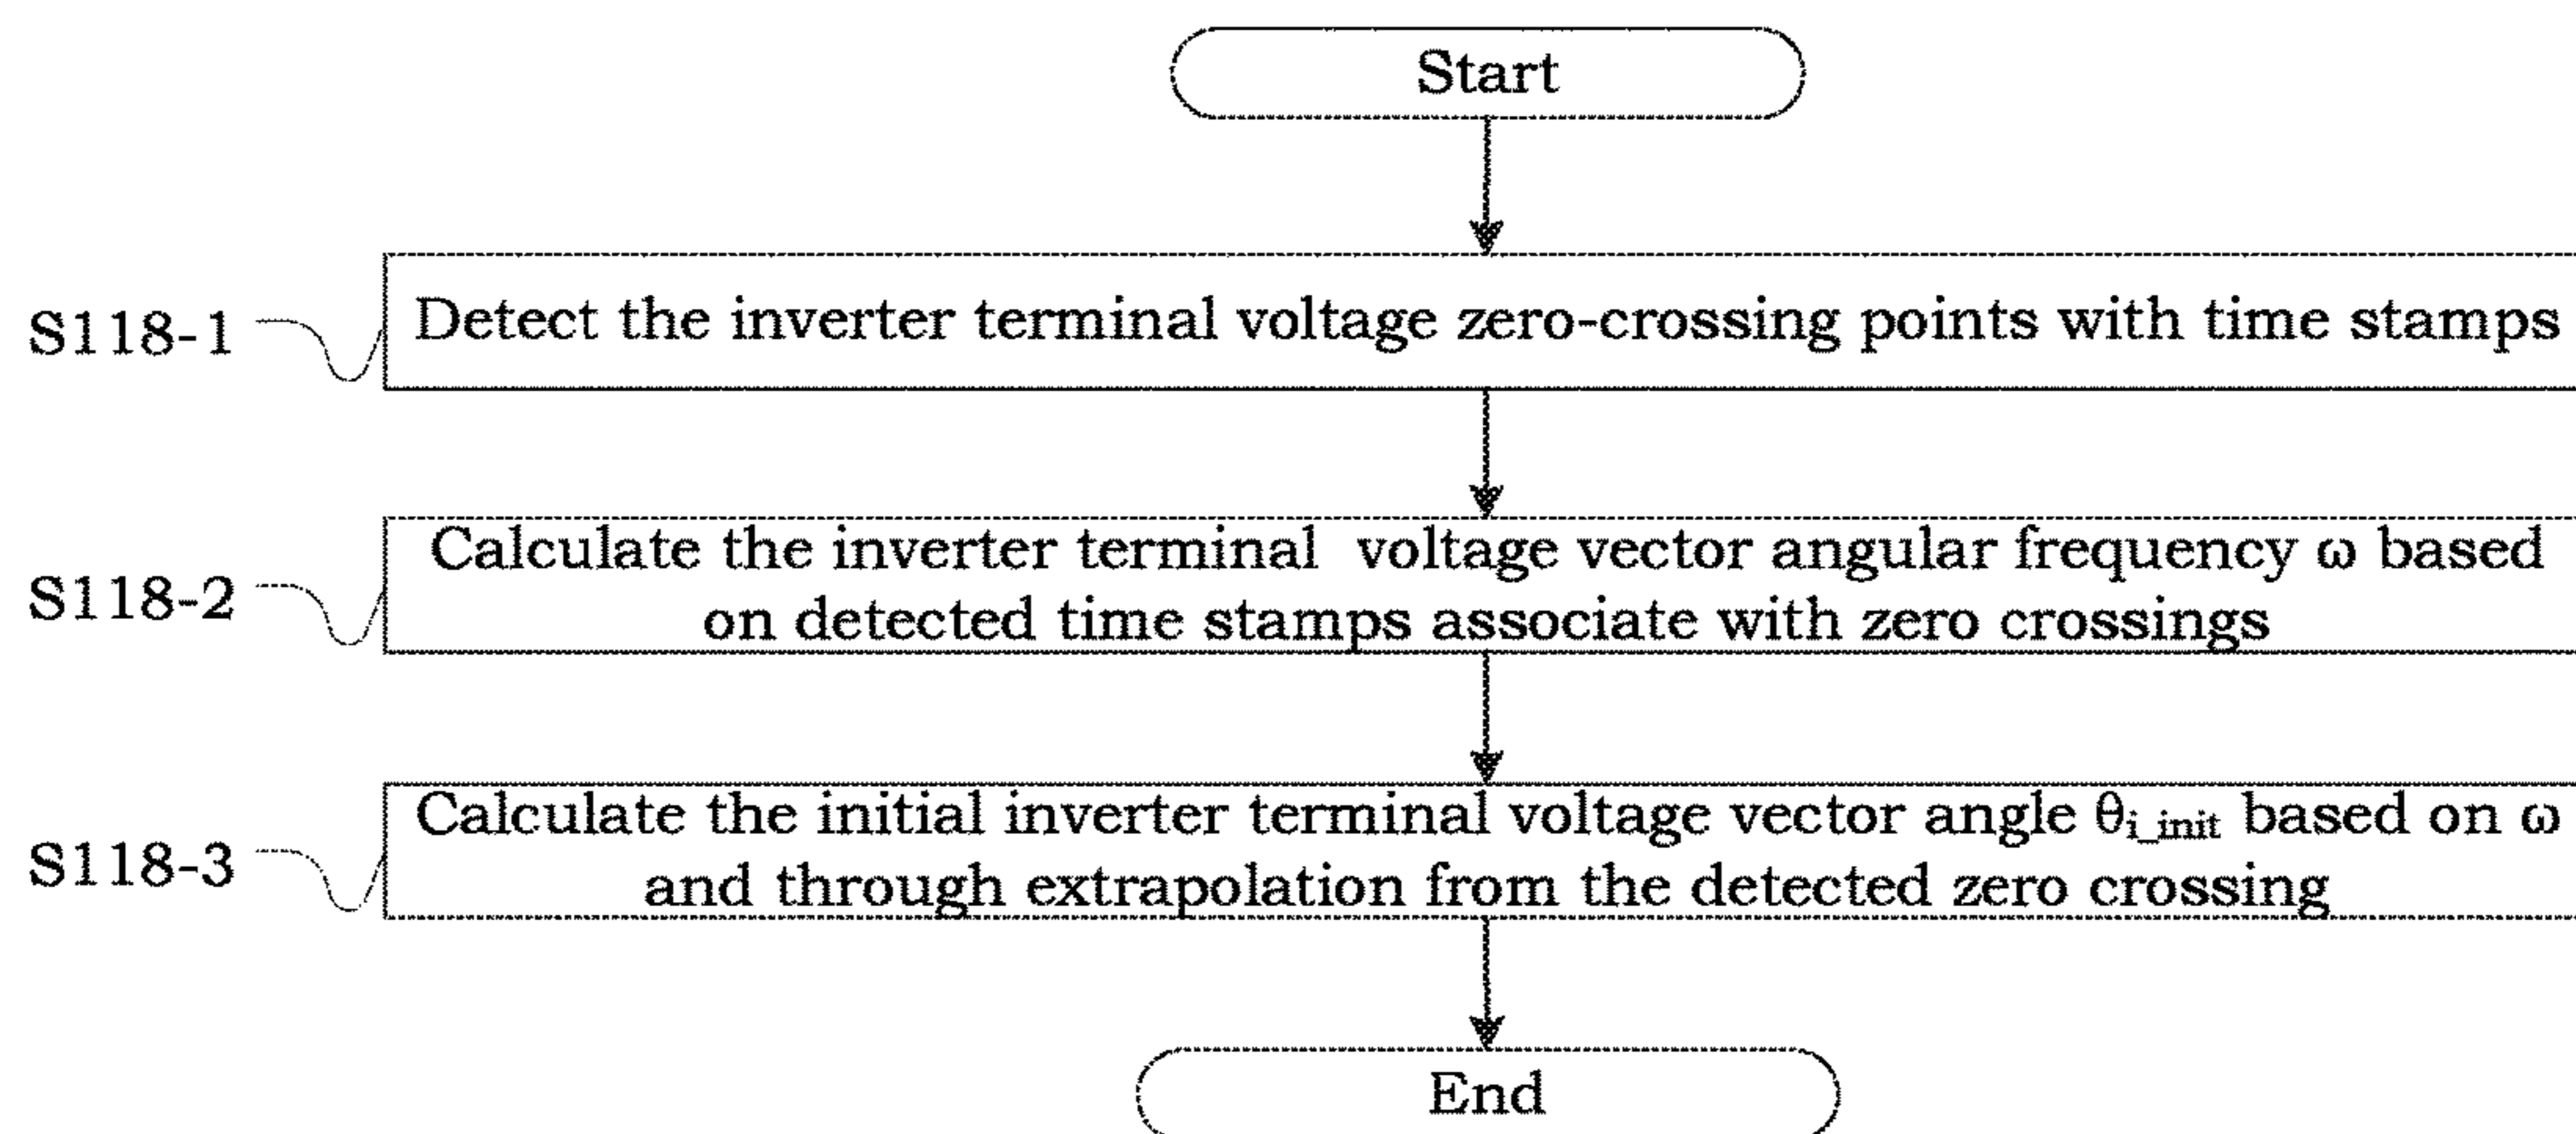 Start
S118-1
Detect the inverter terminal voltage zero-crossing points with time stamps
S118-2
Calculate the inverter terminal voltage vector angular frequency ω based
on detected time stamps associate with zero crossings
S118-3
Calculate the initial inverter terminal voltage vector angle θi_init based on ω
and through extrapolation from the detected zero crossing
End